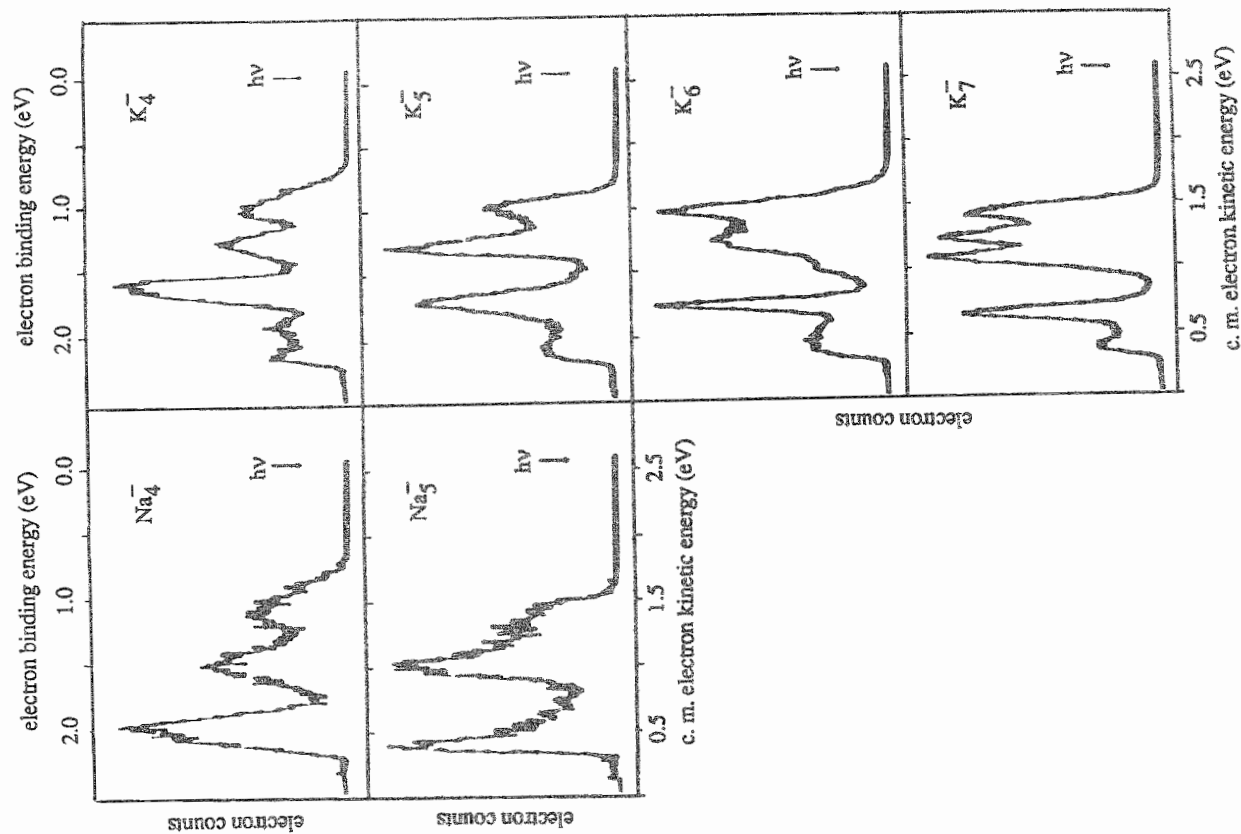 electron binding energy (eV)
2.0 1.0 0.0
electron counts
Na4− 
hν
electron counts
Na5−
hν
0.5 1.5 2.5
c. m. electron kinetic energy (eV)
electron binding energy (eV)
2.0 1.0 0.0
K4−
hν
K5−
hν
electron counts
K6−
hν
K7−
hν
0.5 1.5 2.5
c. m. electron kinetic energy (eV)